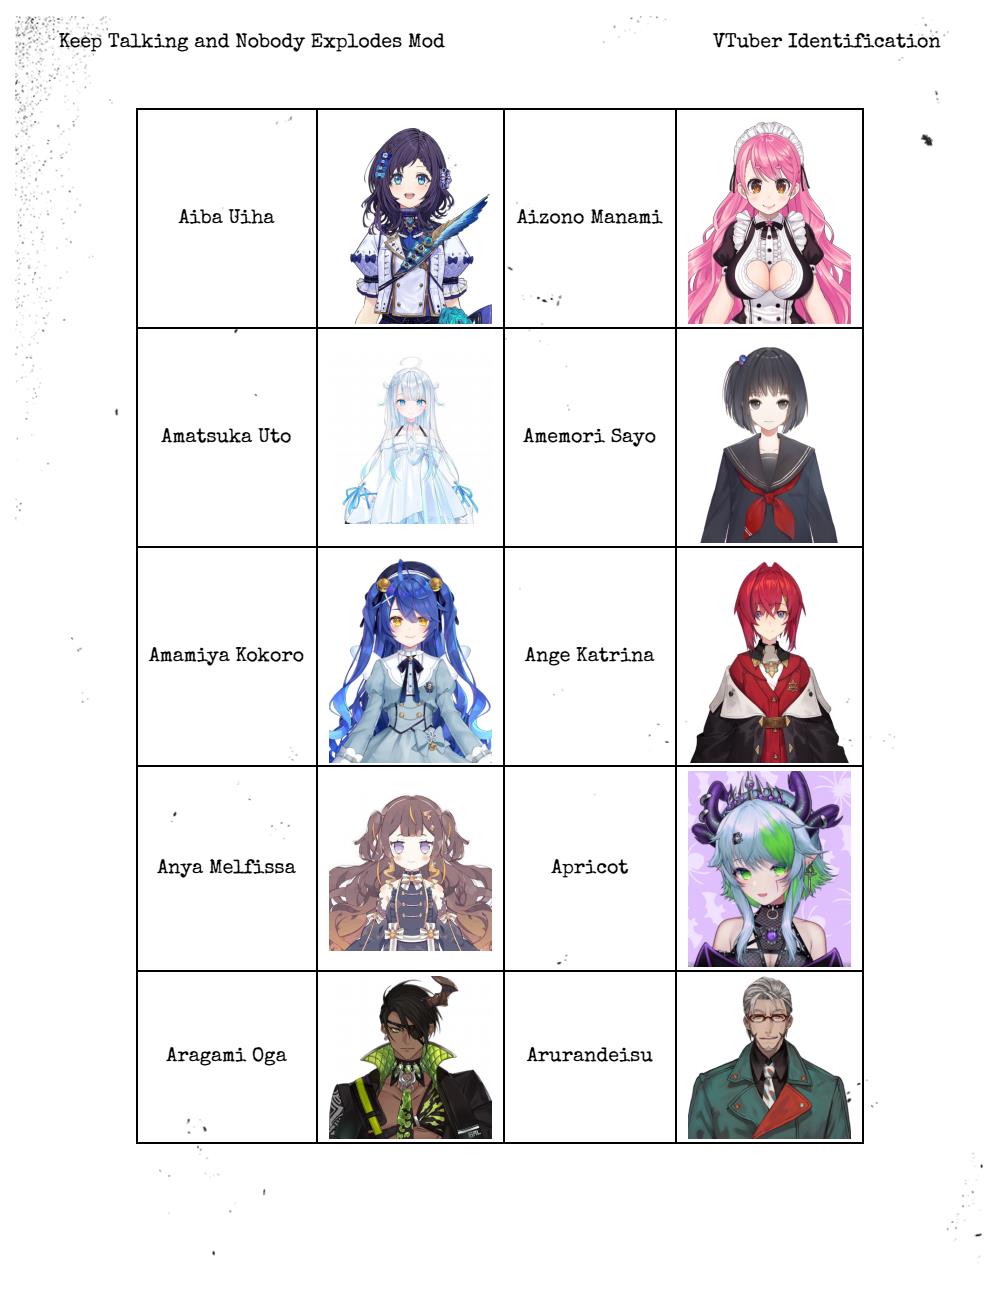 Keep Talking and Nobody Explodes Mod
VTuber Identification
Aiba Uiha
Aizono Manami
Amatsuka Uto
Amemori Sayo
Amamiya Kokoro
Ange Katrina
Anya Melfissa
Apricot
Aragami Oga
Arurandeisu